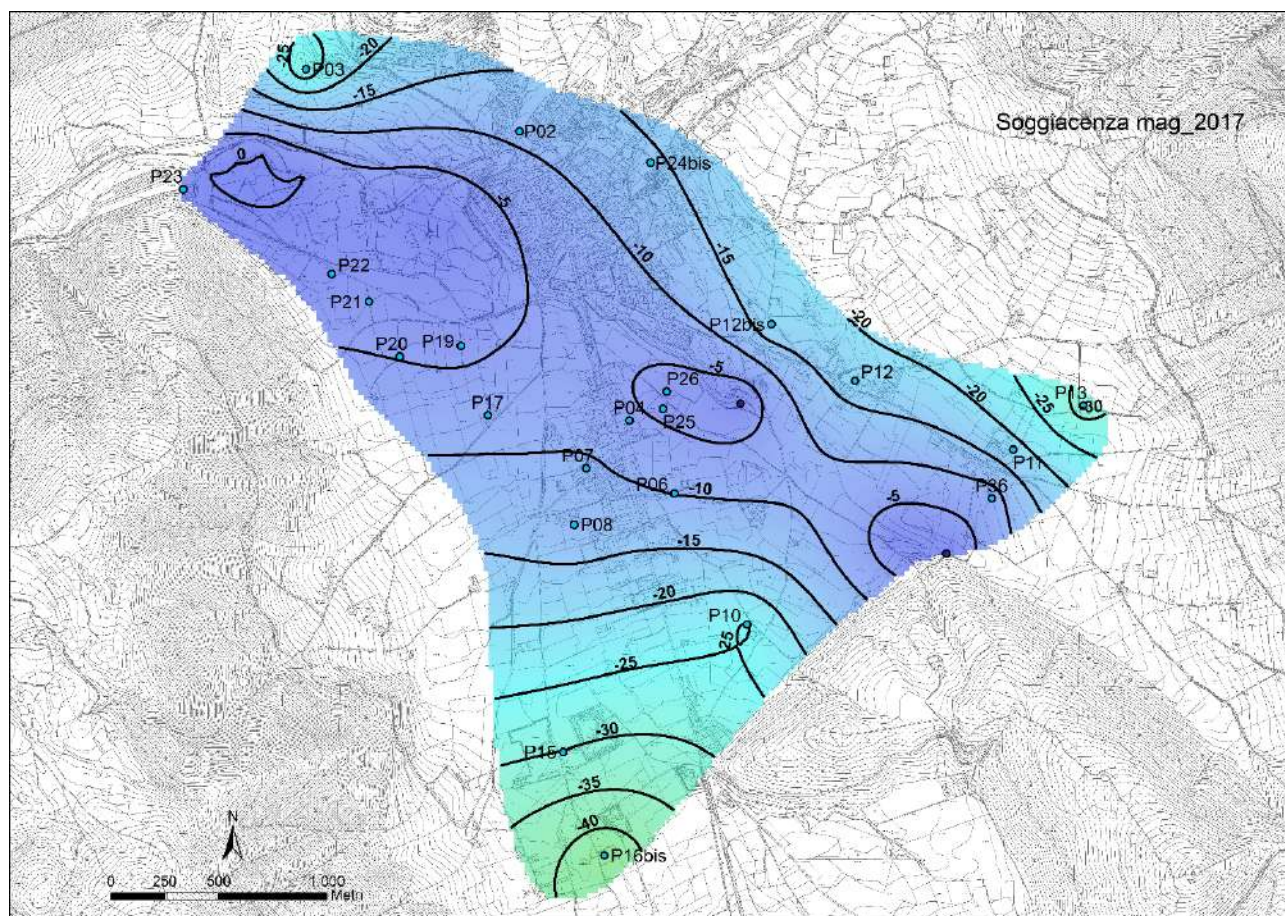 -25
-20
P03
-15
P02
Soggiacenza mag_2017
0
P24bis
P23
-5
-10
-15
P22
P21
P12bis
-20
P19
P20
-5
P26
P12
P13
-30
-25
-20
P17
P04
P25
P11
P07
P06
-10
P36
-5
P08
-15
-20
P10
25
-25
-30
P15
-35
-40
P16bis
N
0 250 500 1.000
Metri